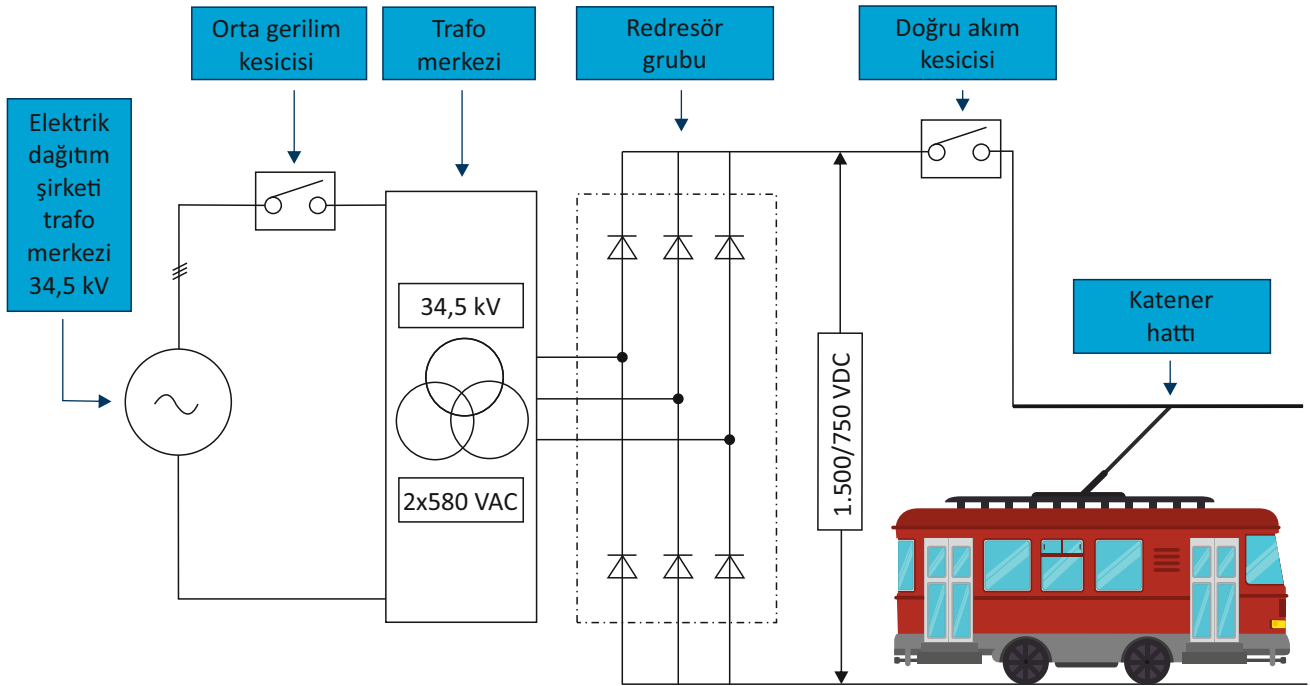 Orta gerilim
kesicisi
Trafo
merkezi
Redresör
grubu
Doğru akım
kesicisi
Elektrik
dağıtım
şirketi
trafo
merkezi
34,5 kV
34,5 kV
2x580 VAC
1.500/750 VDC
Katener
hattı